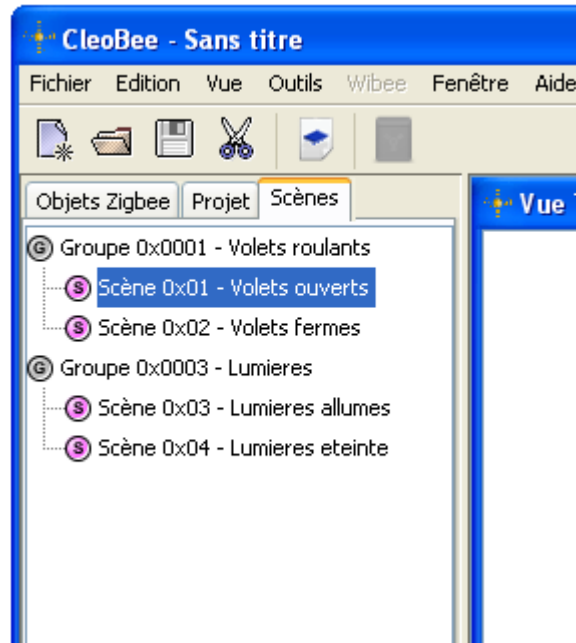 CleoBee - Sans titre
Fichier Edition Vue Outils Wibee Fenêtre Aide
Objets Zigbee Projet Scènes
Vue
G Groupe 0x0001 - Volets roulants
S Scène 0x01 - Volets ouverts
S Scène 0x02 - Volets fermes
G Groupe 0x0003 - Lumieres
S Scène 0x03 - Lumieres allumes
S Scène 0x04 - Lumieres eteinte